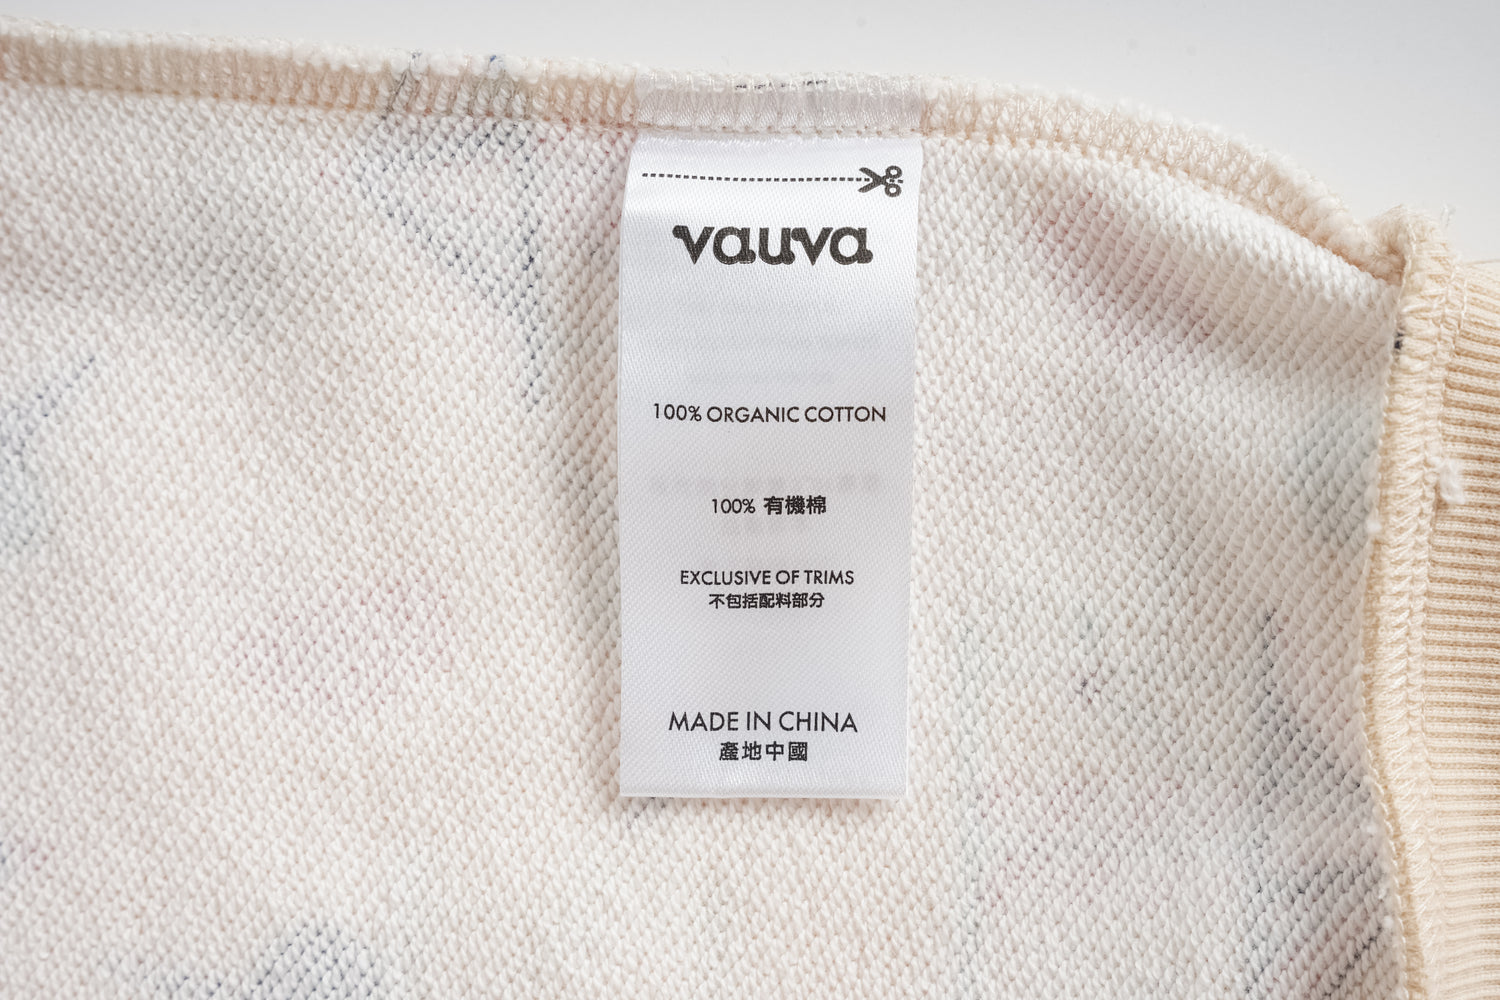 vauva
100% ORGANIC COTTON
100% 有機棉
EXCLUSIVE OF TRIMS
不包括配料部分
MADE IN CHINA
產地中國